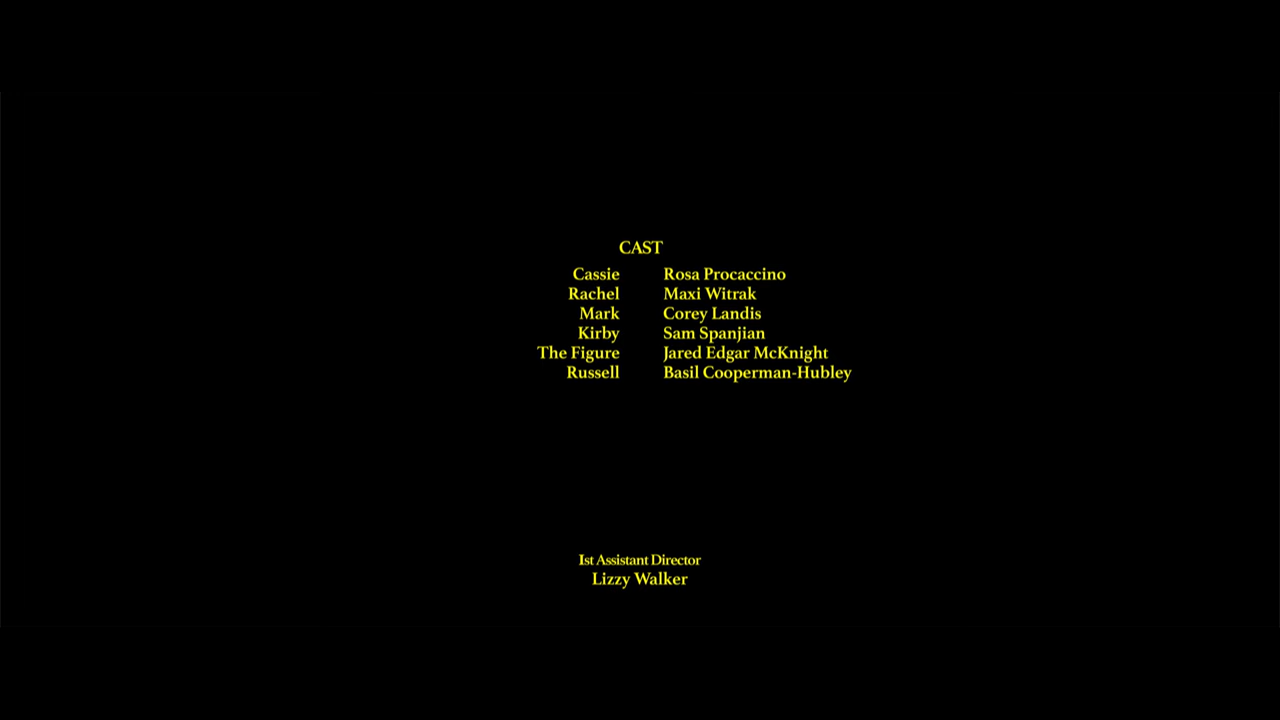 CAST
Cassie Rosa Procaccino
Rachel Maxi Witrak
Mark Corey Landis
Kirby Sam Spanjian
The Figure Jared Edgar McKnight
Russell Basil Cooperman-Hubley
1st Assistant Director
Lizzy Walker